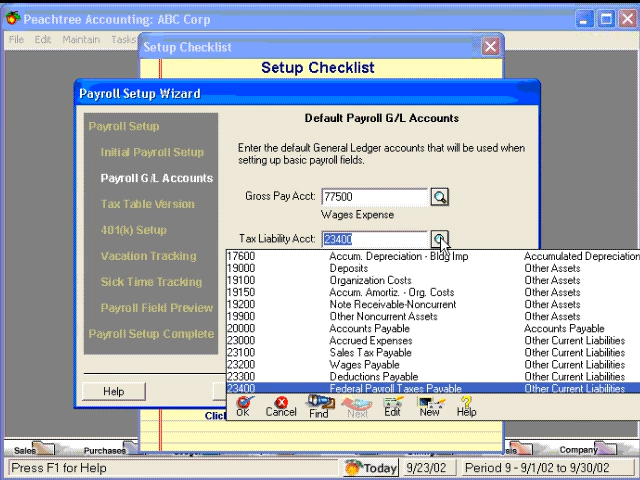 Peachtree Accounting: ABC Corp
File Edit Maintain Tasks
Setup Checklist
Setup Checklist
Payroll Setup Wizard
Payroll Setup
Initial Payroll Setup
Payroll G/L Accounts
Tax Table Version
401(k) Setup
Vacation Tracking
Sick Time Tracking
Payroll Field Preview
Payroll Setup Complete
Default Payroll G/L Accounts
Enter the default General Ledger accounts that will be used when
setting up basic payroll fields.
Gross Pay Acct: 77500
Wages Expense
Tax Liability Acct: 23400
17600 Accum. Depreciation - Bldg Imp Accumulated Depreciation
19000 Deposits Other Assets
19100 Organization Costs Other Assets
19150 Accum. Amortiz. - Org. Costs Other Assets
19200 Note Receivable-Noncurrent Other Assets
19900 Other Noncurrent Assets Other Assets
20000 Accounts Payable Accounts Payable
23000 Accrued Expenses Other Current Liabilities
23100 Sales Tax Payable Other Current Liabilities
23200 Wages Payable Other Current Liabilities
23300 Deductions Payable Other Current Liabilities
23400 Federal Payroll Taxes Payable Other Current Liabilities
OK Cancel Find Next Edit New Help
Help
Clic
Sales Purchases Company
Press F1 for Help Today 9/23/02 Period 9 - 9/1/02 to 9/30/02